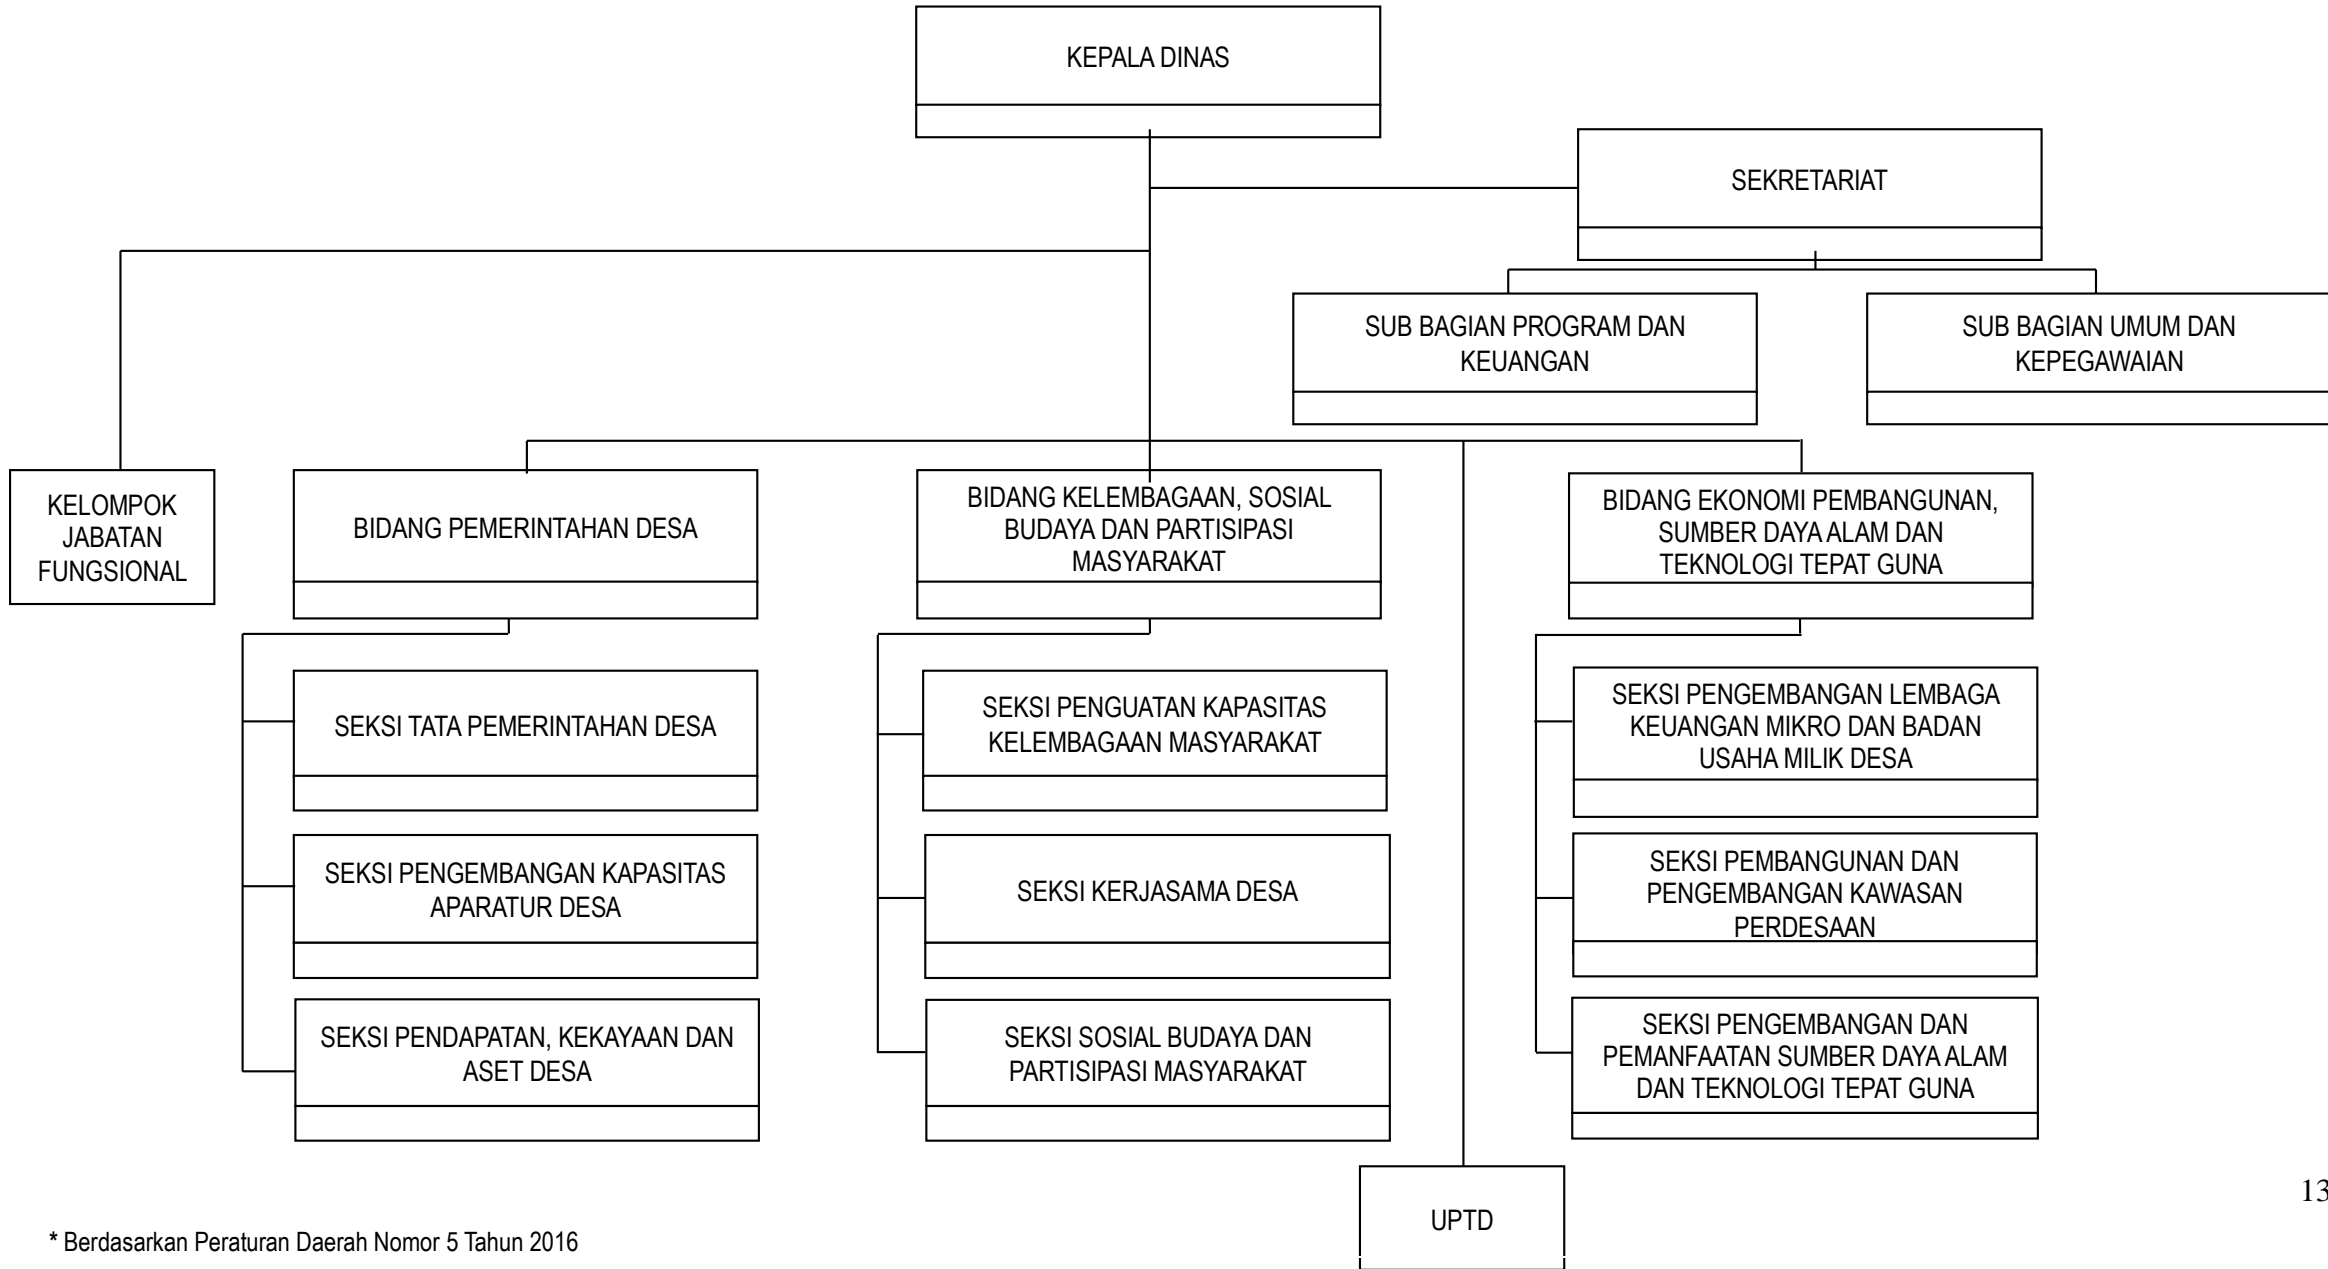 KEPALA DINAS
SEKRETARIAT
SUB BAGIAN PROGRAM DAN
KEUANGAN
SUB BAGIAN UMUM DAN
KEPEGAWAIAN
KELOMPOK
JABATAN
FUNGSIONAL
BIDANG PEMERINTAHAN DESA
BIDANG KELEMBAGAAN, SOSIAL
BUDAYA DAN PARTISIPASI
MASYARAKAT
BIDANG EKONOMI PEMBANGUNAN,
SUMBER DAYA ALAM DAN
TEKNOLOGI TEPAT GUNA
SEKSI TATA PEMERINTAHAN DESA
SEKSI PENGEMBANGAN KAPASITAS
APARATUR DESA
SEKSI PENDAPATAN, KEKAYAAN DAN
ASET DESA
SEKSI PENGUATAN KAPASITAS
KELEMBAGAAN MASYARAKAT
SEKSI KERJASAMA DESA
SEKSI SOSIAL BUDAYA DAN
PARTISIPASI MASYARAKAT
SEKSI PENGEMBANGAN LEMBAGA
KEUANGAN MIKRO DAN BADAN
USAHA MILIK DESA
SEKSI PEMBANGUNAN DAN
PENGEMBANGAN KAWASAN
PERDESAAN
SEKSI PENGEMBANGAN DAN
PEMANFAATAN SUMBER DAYA ALAM
DAN TEKNOLOGI TEPAT GUNA
UPTD
13
* Berdasarkan Peraturan Daerah Nomor 5 Tahun 2016